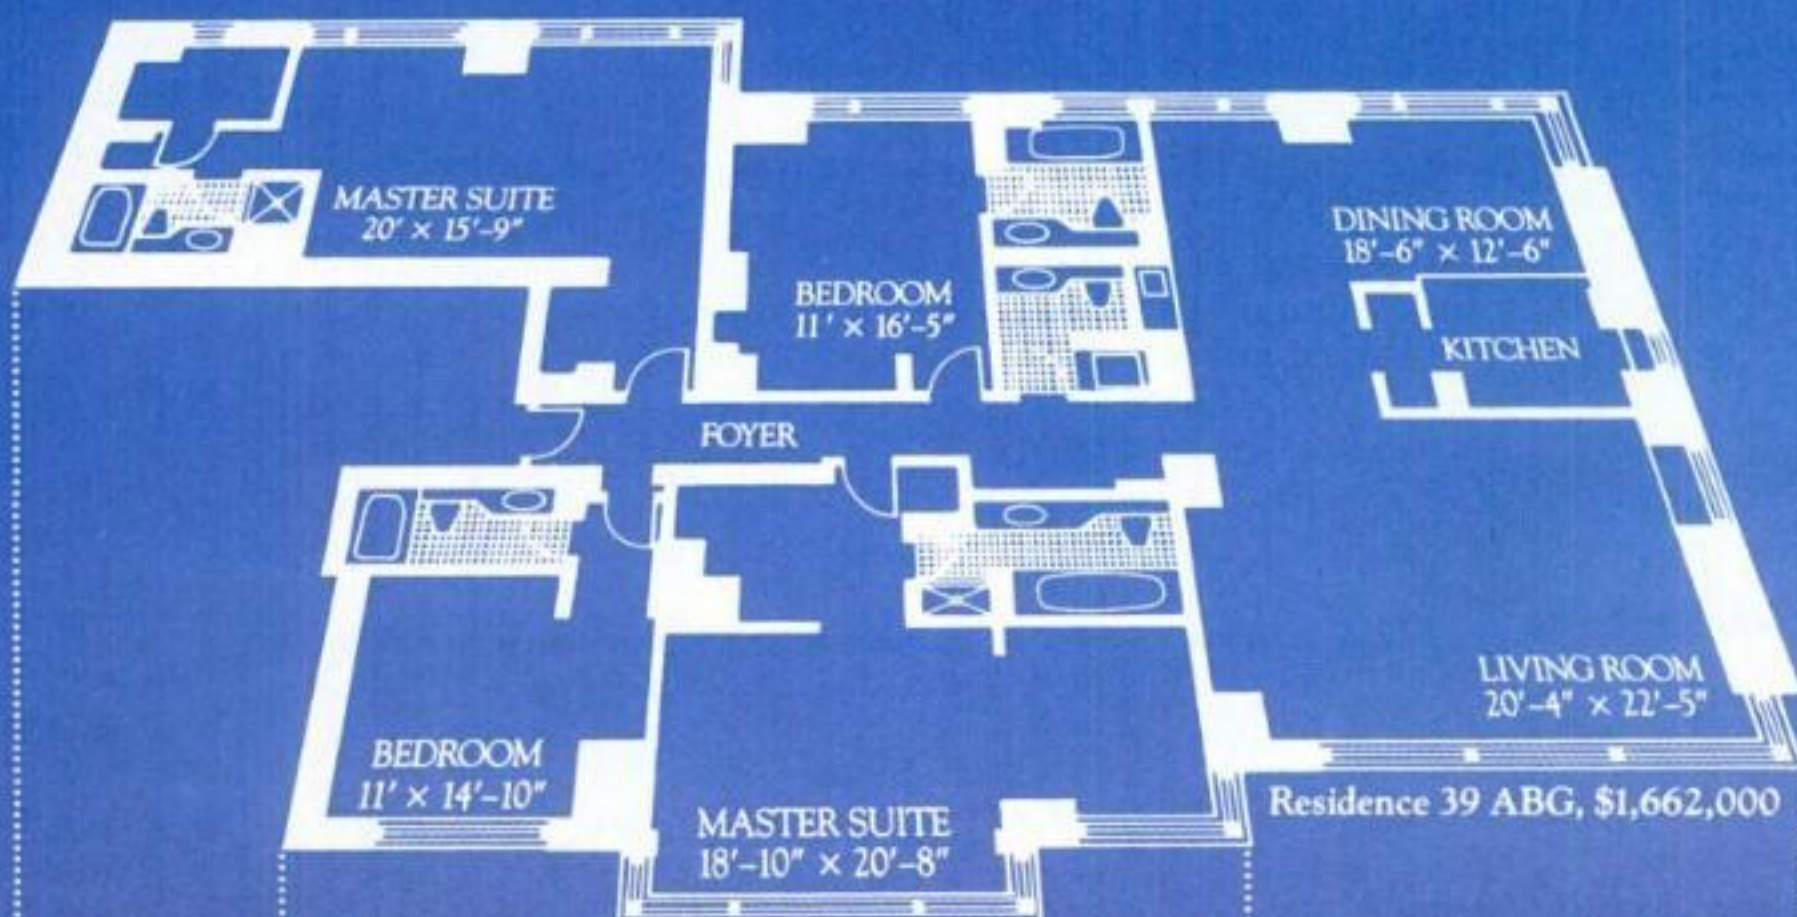 MASTER SUITE
20' × 15'–9"
BEDROOM
11' × 16'–5"
DINING ROOM
18'–6" × 12'–6"
KITCHEN
FOYER
LIVING ROOM
20'–4" × 22'–5"
BEDROOM
11' × 14'–10"
MASTER SUITE
18'–10" × 20'–8"
Residence 39 ABG, $1,662,000